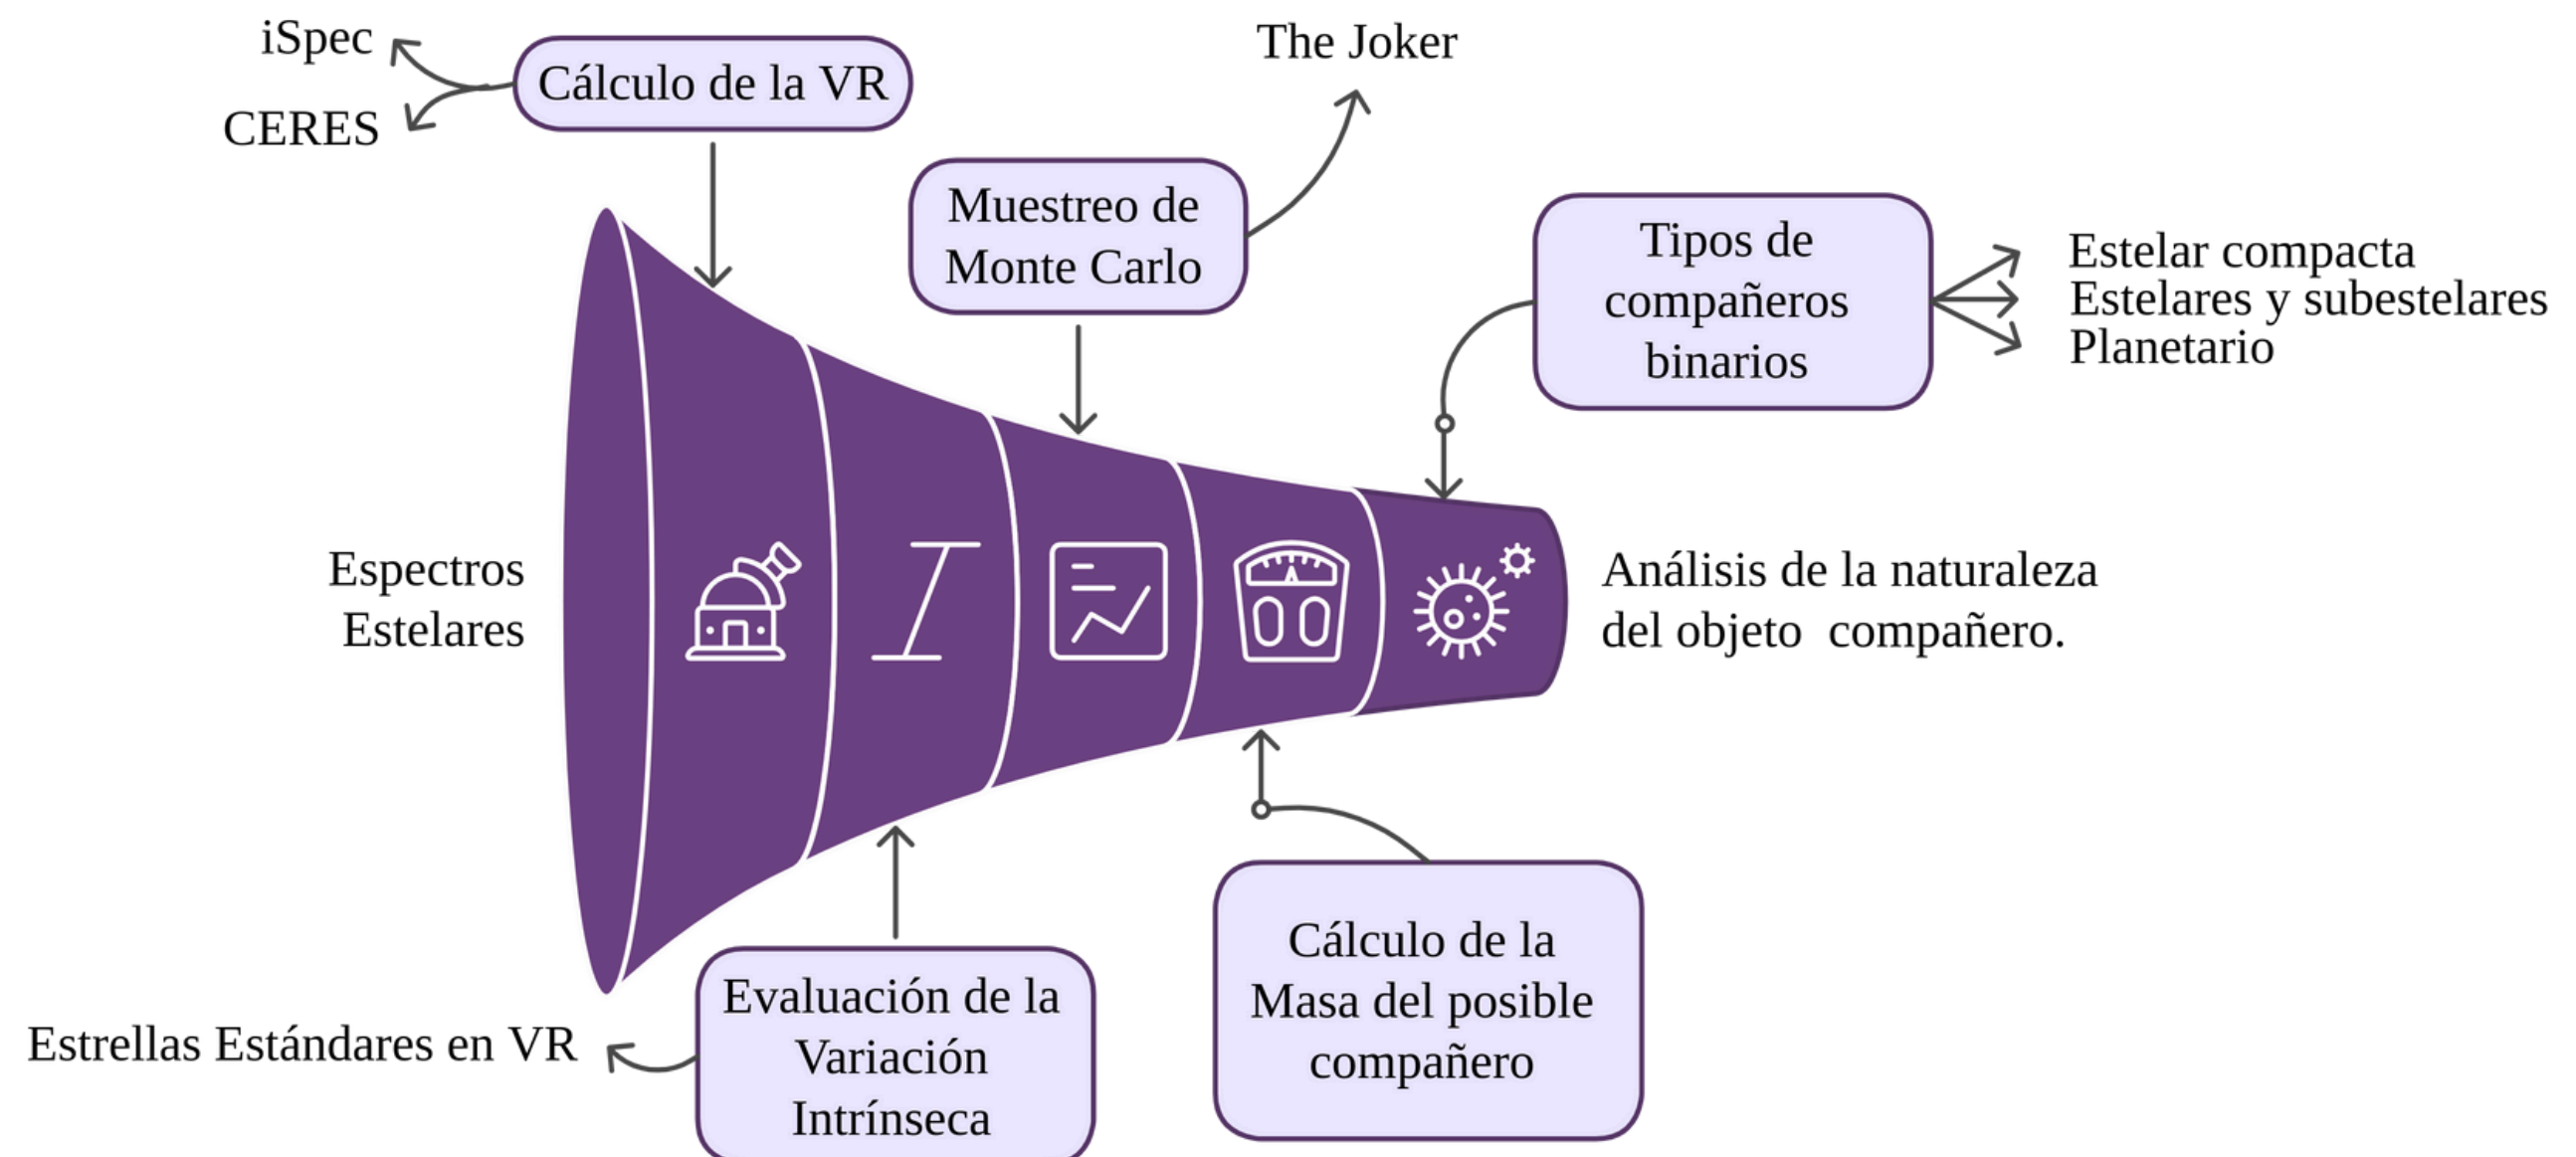 iSpec
CERES
Cálculo de la VR
The Joker
Muestreo de
Monte Carlo
Tipos de
compañeros
binarios
Estelar compacta
Estelares y subestelares
Planetario
Espectros
Estelares
Análisis de la naturaleza
del objeto compañero.
Estrellas Estándares en VR
Evaluación de la
Variación
Intrínseca
Cálculo de la
Masa del posible
compañero